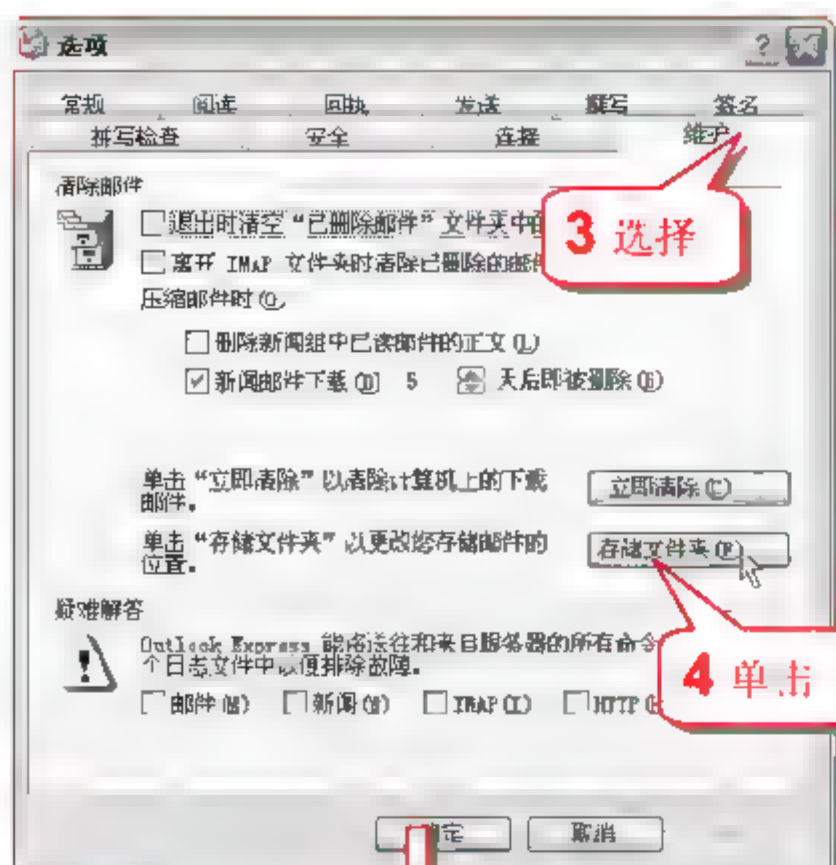 选项
常规 阅读 回执 发送 撰写 签名
拼写检查 安全 连接 维护
清除邮件
退出时清空“已删除邮件”文件夹中
3 选择
离开 IMAP 文件夹时清除已删除的邮件
压缩邮件时
删除新闻组中已读邮件的正文(L)
新闻邮件下载(D) 5 天后即被删除(B)
单击“立即清除”以清除计算机上的下载
邮件。
立即清除(C)
单击“存储文件夹”以更改您存储邮件的
位置。
存储文件夹(F)
疑难解答
Outlook Express 能将送往和来自服务器的所有命令
个日志文件中以便排除故障。
4 单击
邮件(M) 新闻(N) IMAP(I) HTTP
确定 取消